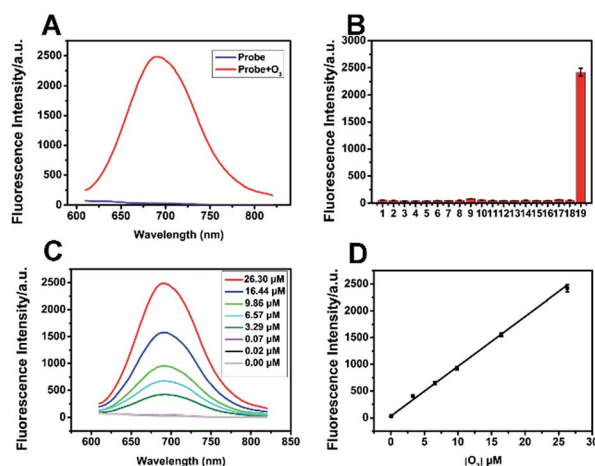 A
Fluorescence Intensity/a.u.
2500
2000
1500
1000
500
0
600 650 700 750 800
Wavelength (nm)
Probe
Probe+O₃
B
Fluorescence Intensity/a.u.
3000
2500
2000
1500
1000
500
0
1 2 3 4 5 6 7 8 9 10 11 12 13 14 15 16 17 18 19
C
Fluorescence Intensity/a.u.
2500
2000
1500
1000
500
0
600 650 700 750 800 850
Wavelength (nm)
26.30 µM
16.44 µM
9.86 µM
6.57 µM
3.29 µM
0.07 µM
0.02 µM
0.00 µM
D
Fluorescence Intensity/a.u.
3000
2500
2000
1500
1000
500
0
0 5 10 15 20 25 30
[O₃] µM